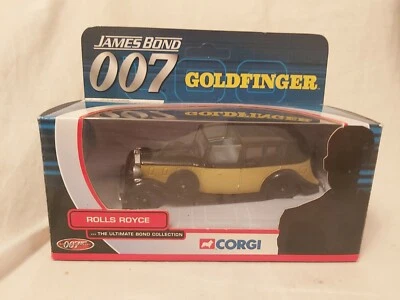 JAMES BOND
007
GOLDFINGER
GOLDFINGER
ROLLS ROYCE
... THE ULTIMATE BOND COLLECTION
007
CORGI